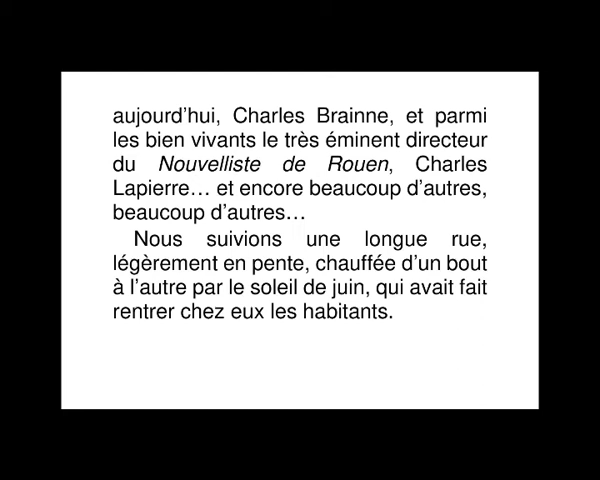 aujourd’hui, Charles Brainne, et parmi
les bien vivants le très éminent directeur
du Nouvelliste de Rouen, Charles
Lapierre… et encore beaucoup d’autres,
beaucoup d’autres…
Nous suivions une longue rue,
légèrement en pente, chauffée d’un bout
à l’autre par le soleil de juin, qui avait fait
rentrer chez eux les habitants.